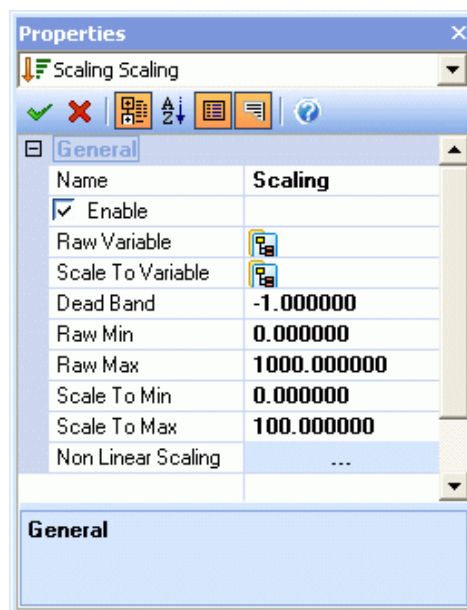 Properties
Scaling Scaling
General
Name Scaling
Enable
Raw Variable
Scale To Variable
Dead Band -1.000000
Raw Min 0.000000
Raw Max 1000.000000
Scale To Min 0.000000
Scale To Max 100.000000
Non Linear Scaling ...
General